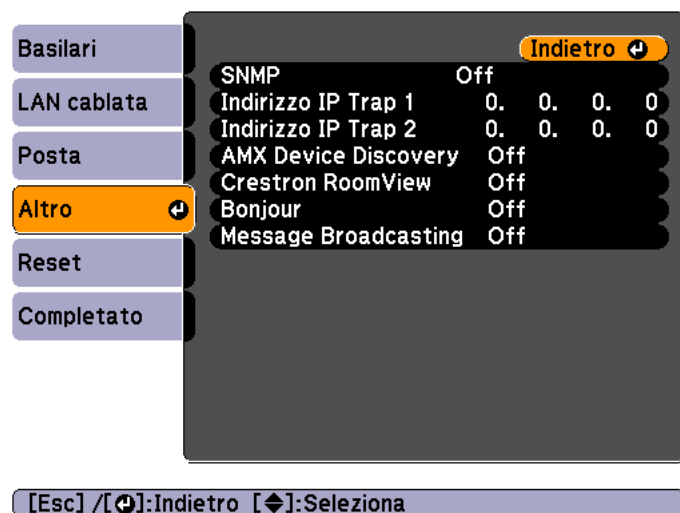 Basilari
LAN cablata
Posta
Altro
Reset
Completato
Indietro
SNMP Off
Indirizzo IP Trap 1 0. 0. 0. 0
Indirizzo IP Trap 2 0. 0. 0. 0
AMX Device Discovery Off
Crestron RoomView Off
Bonjour Off
Message Broadcasting Off
[Esc] /[⏎]:Indietro [◆]:Seleziona